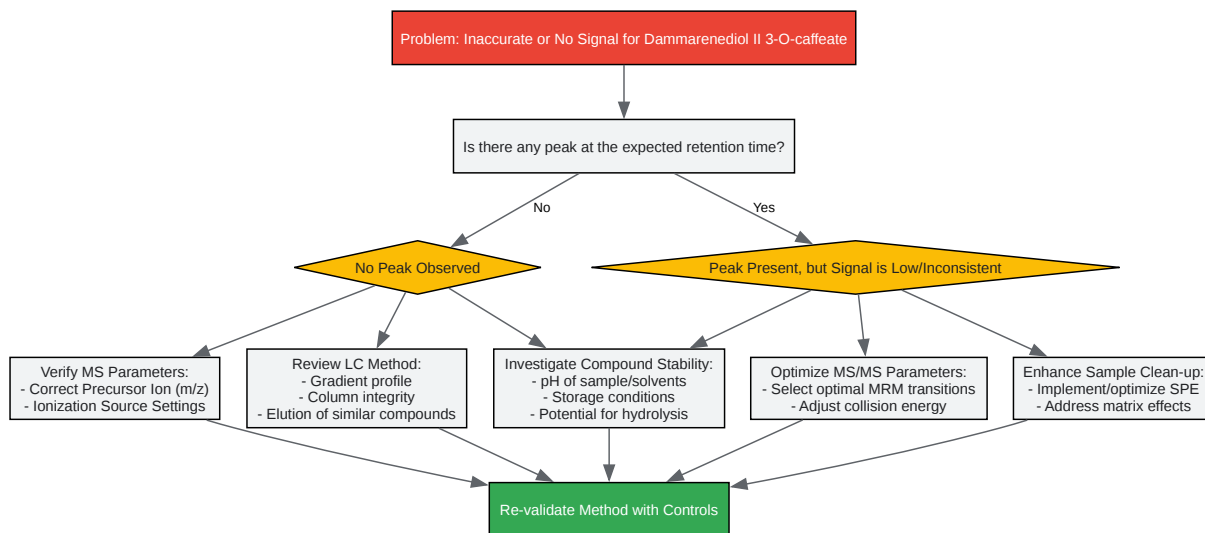 Problem: Inaccurate or No Signal for Dammarenediol II 3-O-caffeate
Is there any peak at the expected retention time?
No
Yes
No Peak Observed
Peak Present, but Signal is Low/Inconsistent
Verify MS Parameters:
- Correct Precursor Ion (m/z)
- Ionization Source Settings
Review LC Method:
- Gradient profile
- Column integrity
- Elution of similar compounds
Investigate Compound Stability:
- pH of sample/solvents
- Storage conditions
- Potential for hydrolysis
Optimize MS/MS Parameters:
- Select optimal MRM transitions
- Adjust collision energy
Enhance Sample Clean-up:
- Implement/optimize SPE
- Address matrix effects
Re-validate Method with Controls